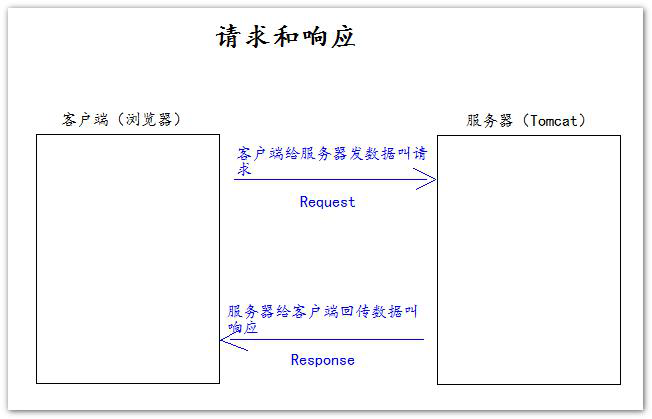 请求和响应
客户端（浏览器）
服务器（Tomcat）
客户端给服务器发数据叫请
求
Request
服务器给客户端回传数据叫
响应
Response